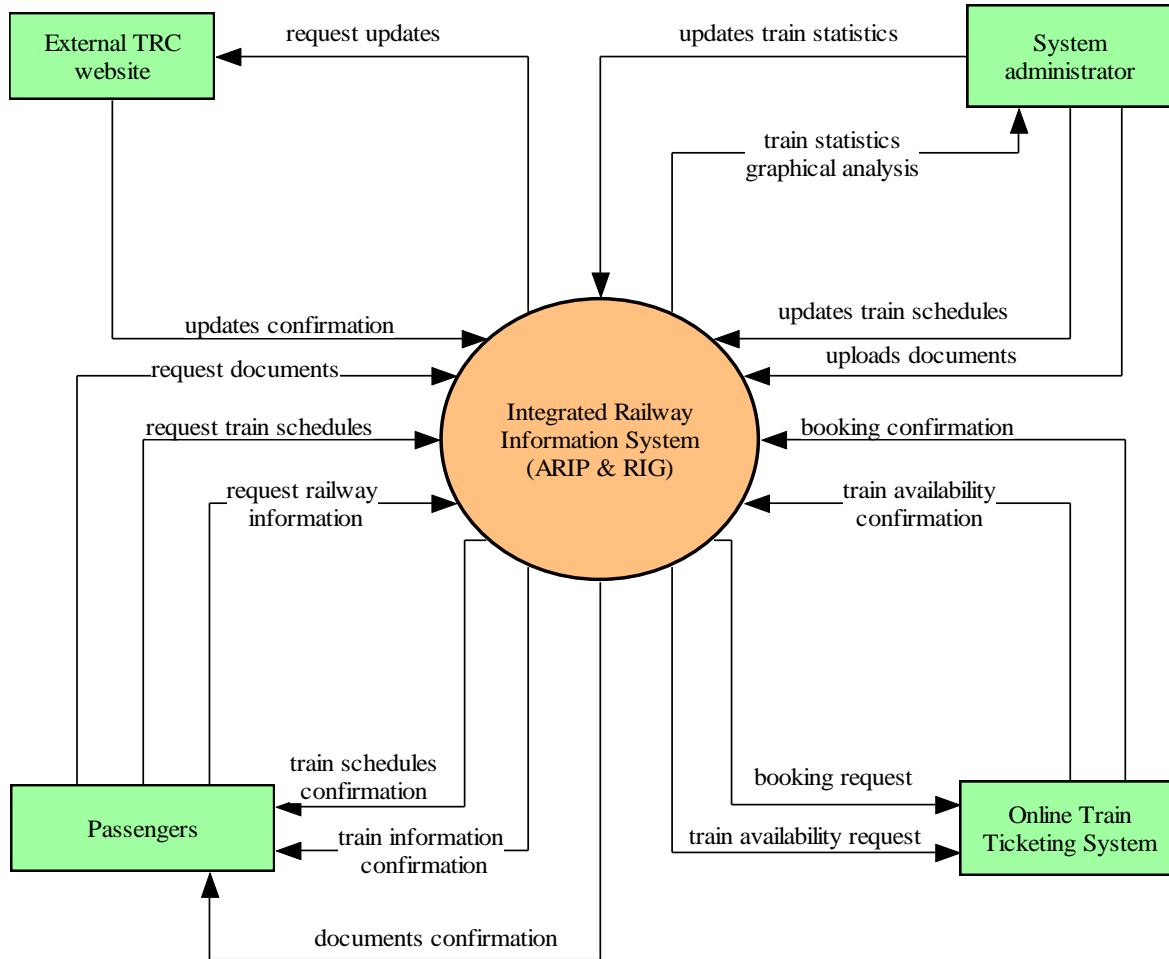 External TRC
website
request updates
updates train statistics
System
administrator
train statistics
graphical analysis
updates confirmation
updates train schedules
request documents
uploads documents
request train schedules
Integrated Railway
Information System
(ARIP & RIG)
booking confirmation
request railway
information
train availability
confirmation
train schedules
confirmation
booking request
Passengers
train information
confirmation
train availability request
Online Train
Ticketing System
documents confirmation